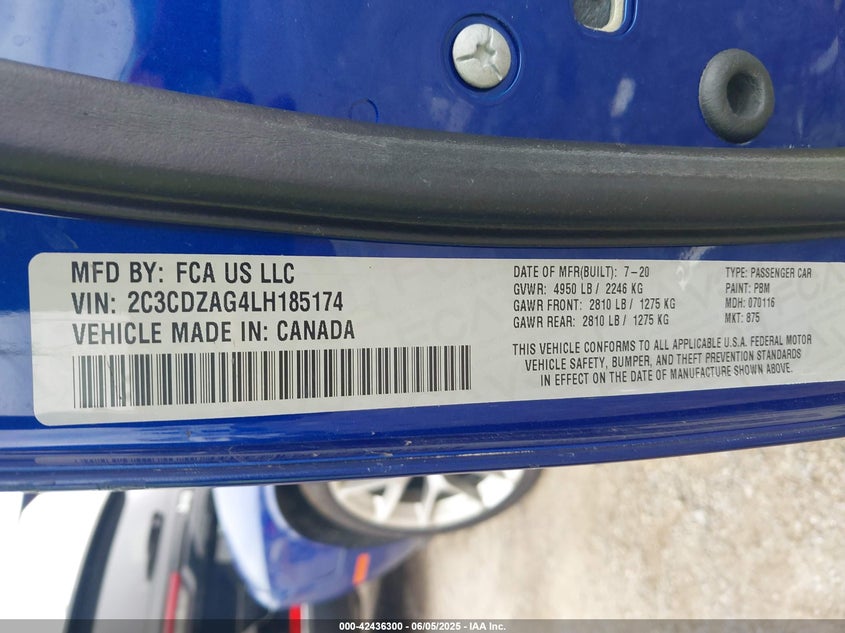 MFD BY: FCA US LLC
VIN: 2C3CDZAG4LH185174
VEHICLE MADE IN: CANADA
DATE OF MFR(BUILT): 7-20
GVWR: 4950 LB / 2246 KG
GAWR FRONT: 2810 LB / 1275 KG
GAWR REAR: 2810 LB / 1275 KG
TYPE: PASSENGER CAR
PAINT: PBM
MDH: 070116
MKT: 875
THIS VEHICLE CONFORMS TO ALL APPLICABLE U.S.A. FEDERAL MOTOR
VEHICLE SAFETY, BUMPER, AND THEFT PREVENTION STANDARDS
IN EFFECT ON THE DATE OF MANUFACTURE SHOWN ABOVE.
000-42436300 - 06/05/2025 - IAA Inc.